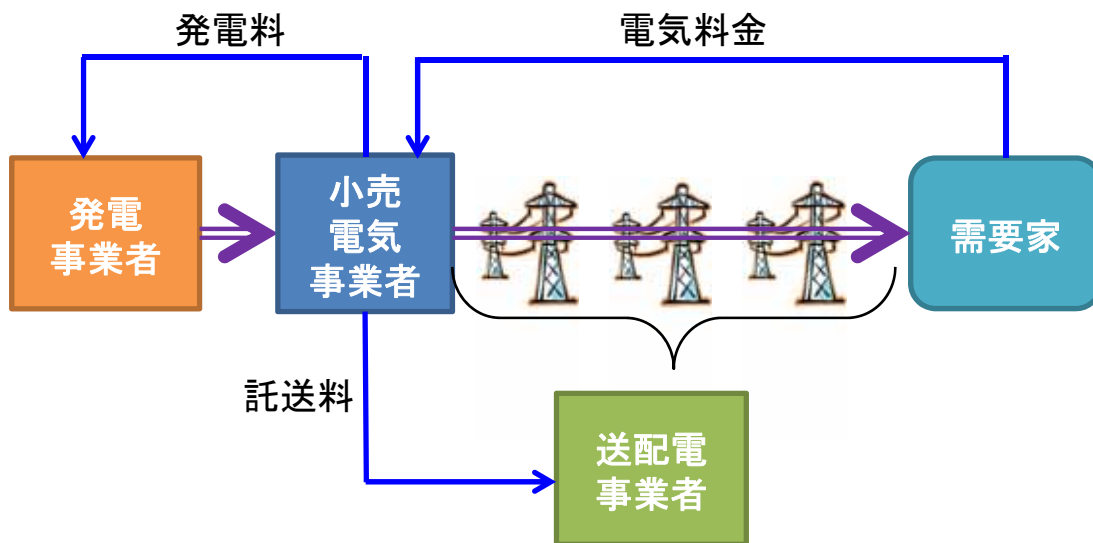 発電料
電気料金
発電
事業者
小売
電気
事業者
需要家
託送料
送配電
事業者